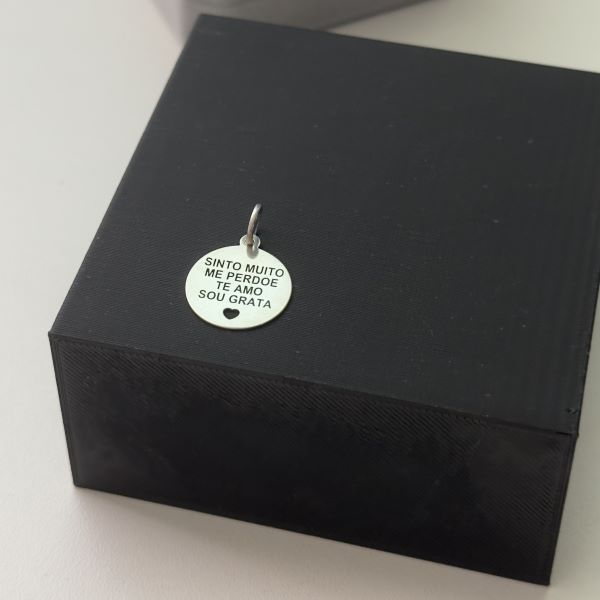 SINTO MUITO
ME PERDOE
TE AMO
SOU GRATA